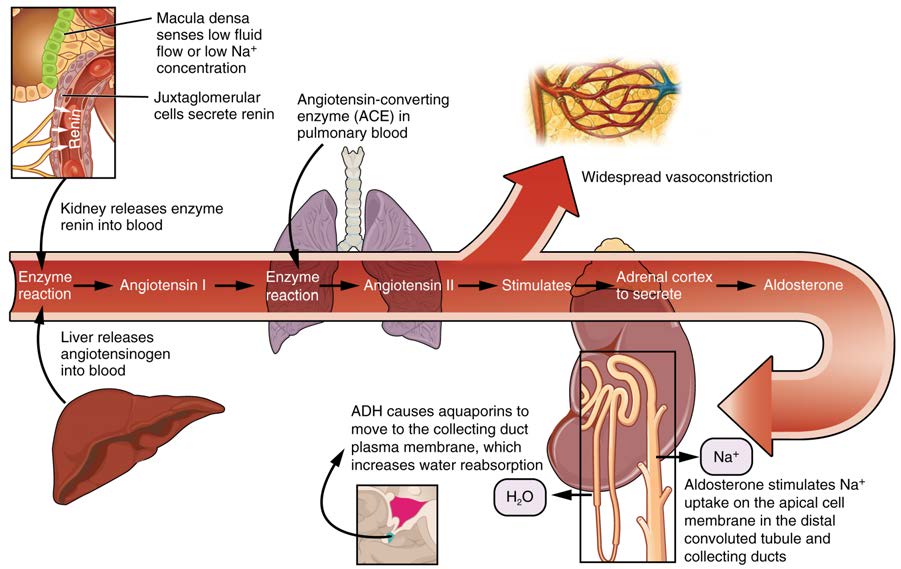 Macula densa
senses low fluid
flow or low Na⁺
concentration
Juxtaglomerular
cells secrete renin
Renin
Angiotensin-converting
enzyme (ACE) in
pulmonary blood
Widespread vasoconstriction
Kidney releases enzyme
renin into blood
Enzyme
reaction
Angiotensin I
Enzyme
reaction
Angiotensin II
Stimulates
Adrenal cortex
to secrete
Aldosterone
Liver releases
angiotensinogen
into blood
ADH causes aquaporins to
move to the collecting duct
plasma membrane, which
increases water reabsorption
H₂O
Na⁺
Aldosterone stimulates Na⁺
uptake on the apical cell
membrane in the distal
convoluted tubule and
collecting ducts